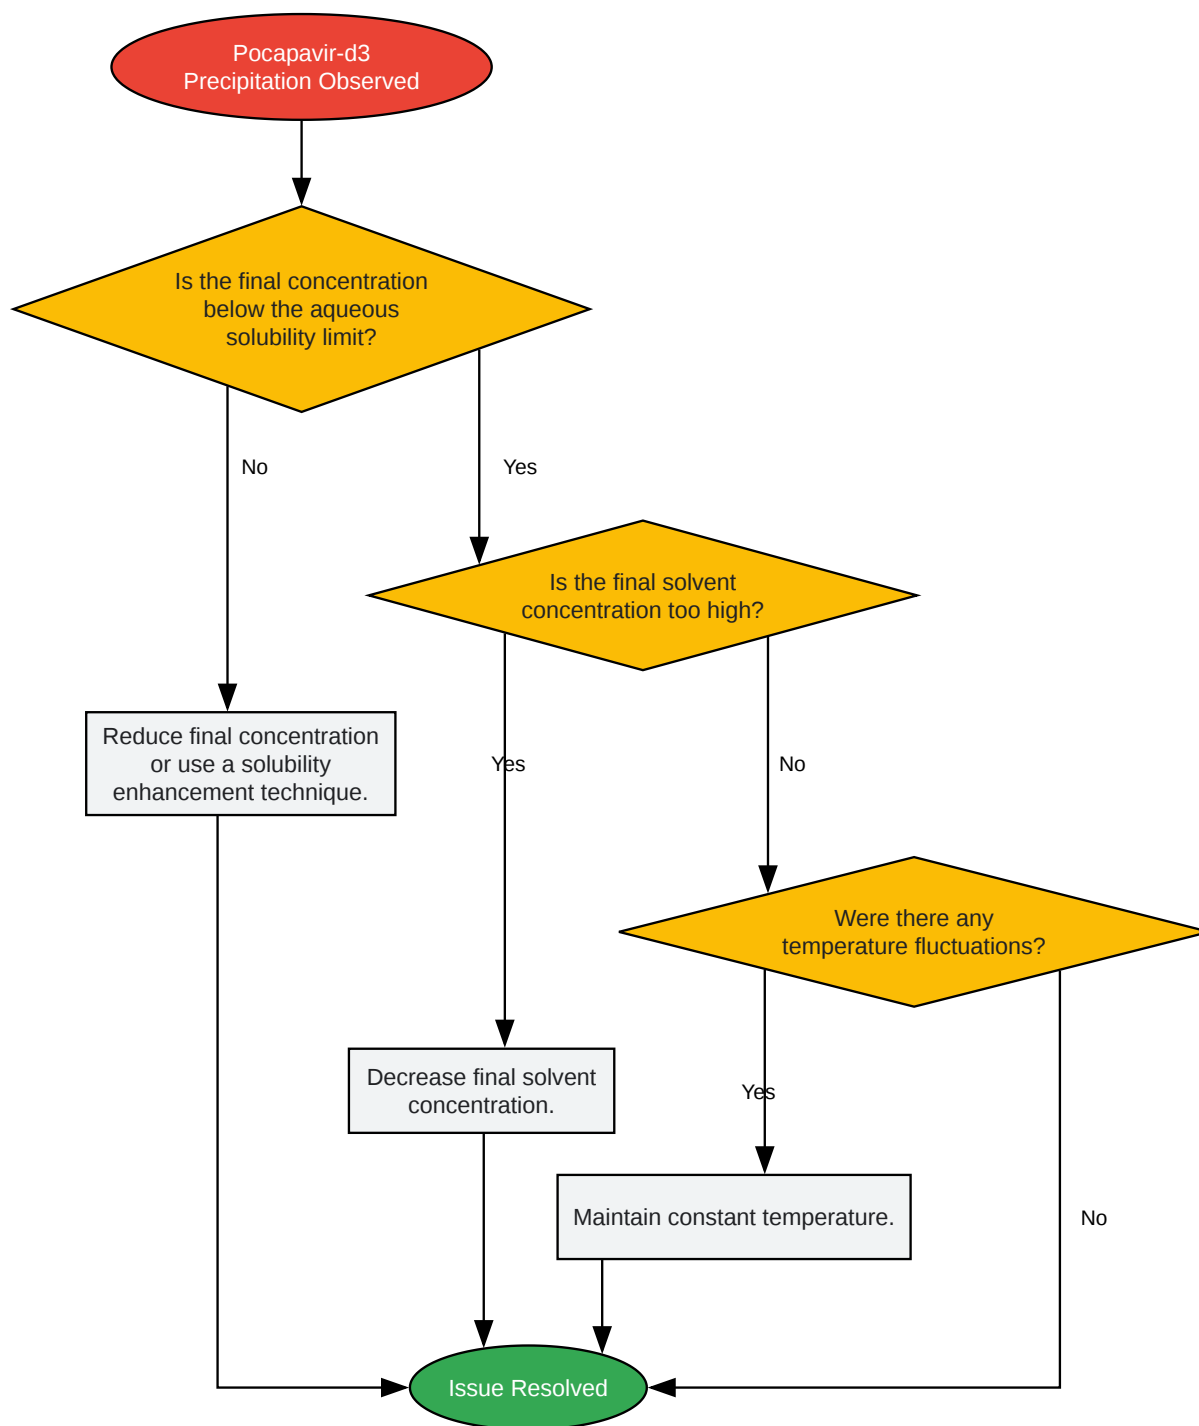 Pocapavir-d3
Precipitation Observed
Is the final concentration
below the aqueous
solubility limit?
No
Yes
Is the final solvent
concentration too high?
Reduce final concentration
or use a solubility
enhancement technique.
Yes
No
Were there any
temperature fluctuations?
Decrease final solvent
concentration.
Yes
Maintain constant temperature.
No
Issue Resolved